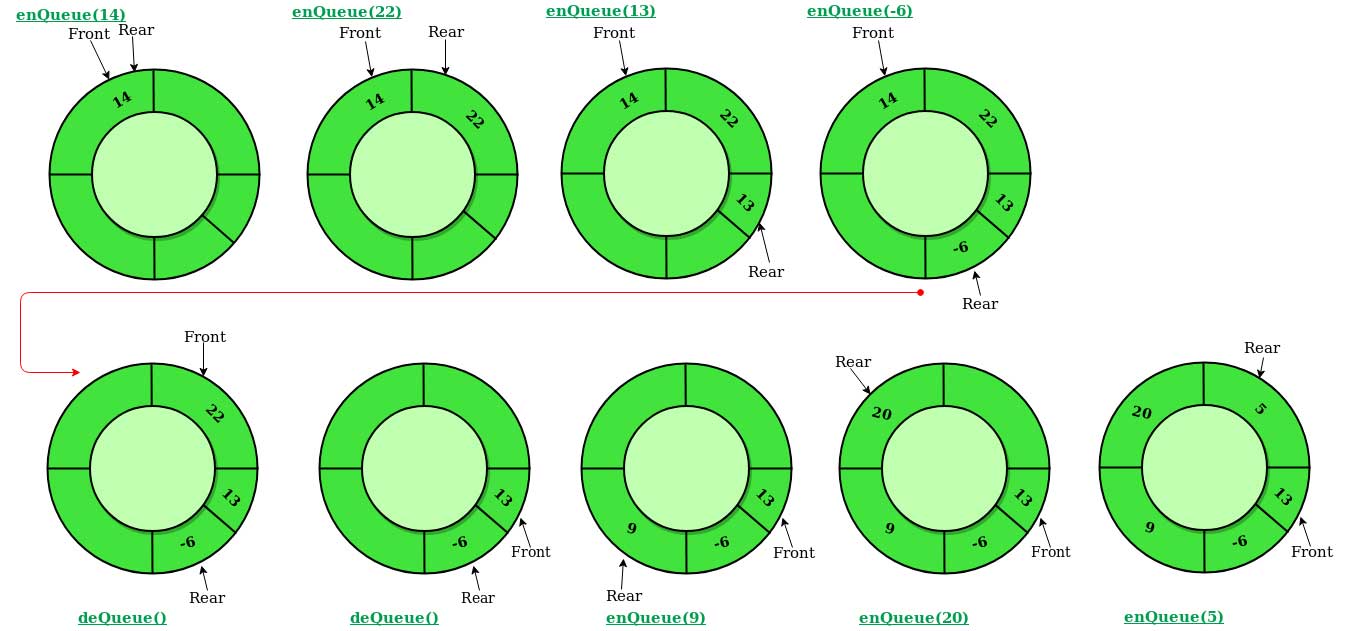 enQueue(14)
Front Rear
14
enQueue(22)
Front Rear
14 22
enQueue(13)
Front
14 22
13
Rear
enQueue(-6)
Front
14 22
13
-6
Rear
Front
22
13
-6
Rear
deQueue()
13
-6
Front
Rear
deQueue()
13
9 -6
Front
Rear
enQueue(9)
Rear
20
13
9 -6
Front
enQueue(20)
Rear
20 5
13
9 -6
Front
enQueue(5)